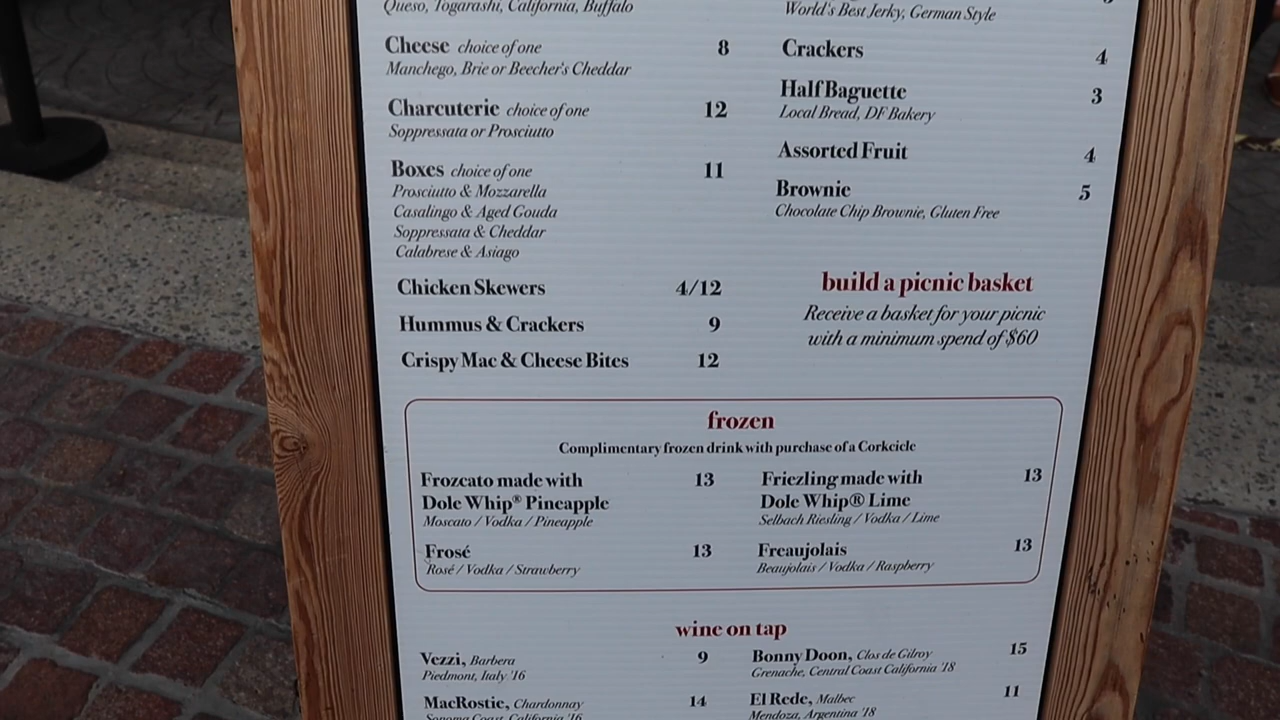 Queso, Togarashi, California, Buffalo
Cheese choice of one 8
Manchego, Brie or Beecher's Cheddar
Charcuterie choice of one 12
Soppressata or Prosciutto
Boxes choice of one 11
Prosciutto & Mozzarella
Casalingo & Aged Gouda
Soppressata & Cheddar
Calabrese & Asiago
Chicken Skewers 4/12
Hummus & Crackers 9
Crispy Mac & Cheese Bites 12
World's Best Jerky, German Style
Crackers 4
Half Baguette 3
Local Bread, DF Bakery
Assorted Fruit 4
Brownie 5
Chocolate Chip Brownie, Gluten Free
build a picnic basket
Receive a basket for your picnic
with a minimum spend of $60
frozen
Complimentary frozen drink with purchase of a Corkcicle
Frozcato made with 13
Dole Whip® Pineapple
Moscato / Vodka / Pineapple
Frosé 13
Rosé / Vodka / Strawberry
Friezling made with 13
Dole Whip® Lime
Selbach Riesling / Vodka / Lime
Freaujolais 13
Beaujolais / Vodka / Raspberry
wine on tap
Vezzi, Barbera 9
Piedmont, Italy '16
MacRostie, Chardonnay 14
Sonoma Coast, California '16
Bonny Doon, Clos de Gilroy 15
Grenache, Central Coast California '18
El Rede, Malbec 11
Mendoza, Argentina '18